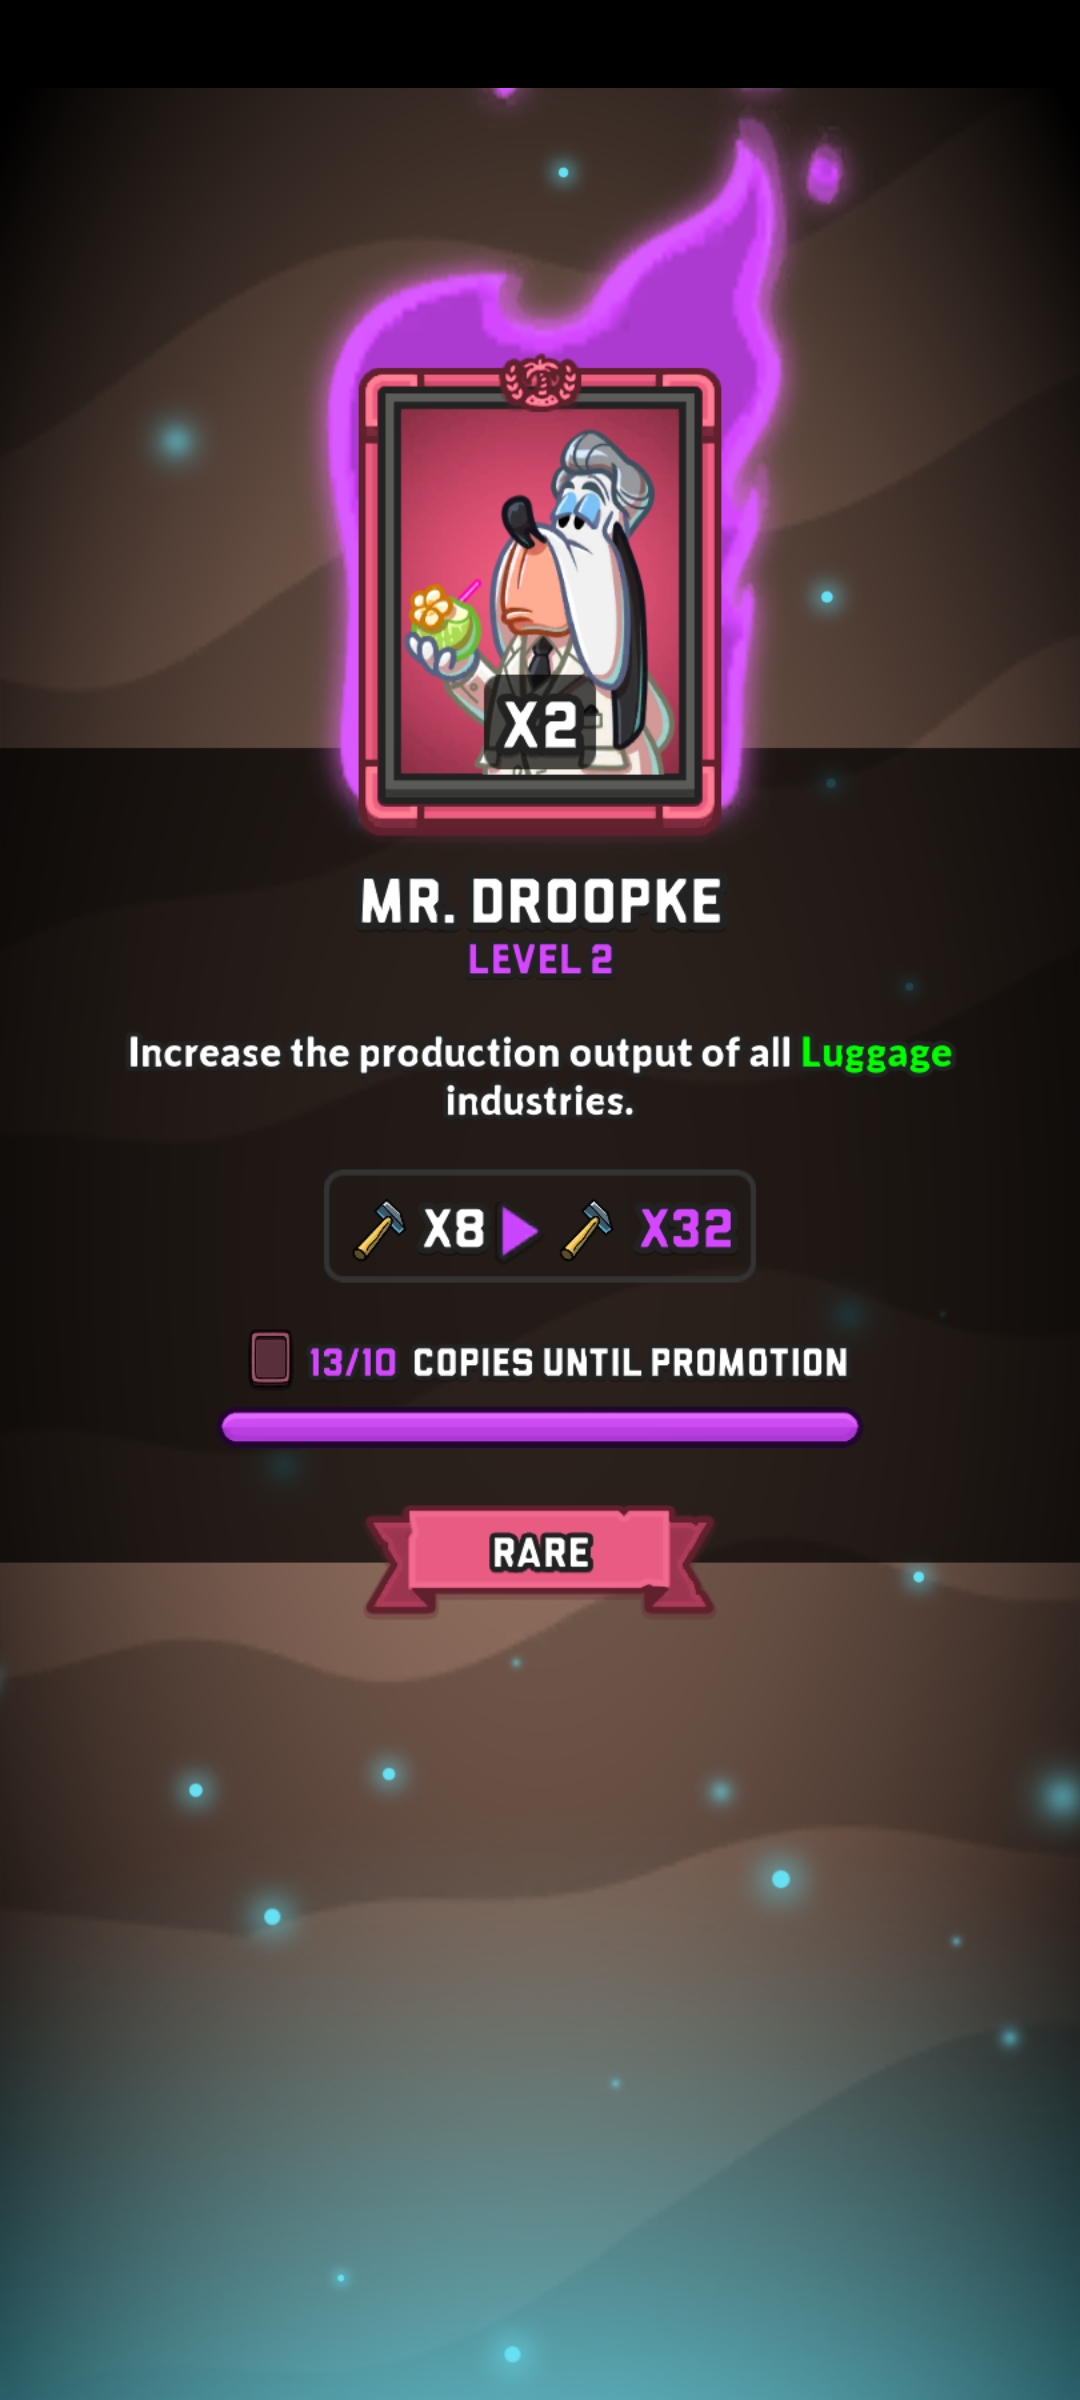 X2
MR. DROOPKE
LEVEL 2
Increase the production output of all Luggage
industries.
X8 X32
13/10 COPIES UNTIL PROMOTION
RARE